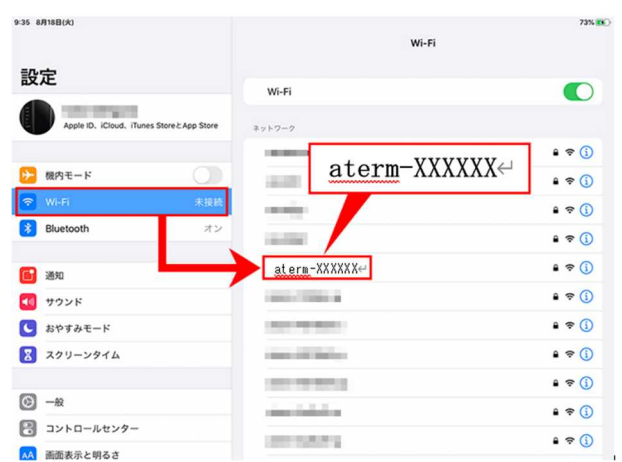 9:35 8月18日(火)
73%
Wi-Fi
設定
Apple ID、iCloud、iTunes StoreとApp Store
機内モード
Wi-Fi
未接続
Bluetooth
オン
通知
サウンド
おやすみモード
スクリーンタイム
一般
コントロールセンター
AA 画面表示と明るさ
Wi-Fi
ネットワーク
aterm-XXXXXX↵
aterm-XXXXXX↵